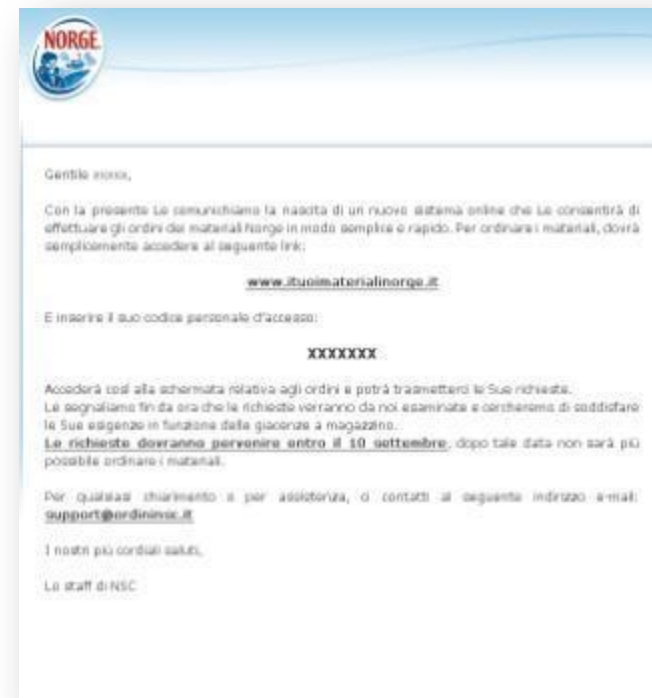 NORGE
Gentile xxxxx,
Con la presente Le comunichiamo la nascita di un nuovo sistema online che Le consentirà di
effettuare gli ordini dei materiali Norge in modo semplice e rapido. Per ordinare i materiali, dovrà
semplicemente accedere al seguente link:
www.ituoimaterialinorge.it
E inserire il suo codice personale d'accesso:
XXXXXXX
Accederà così alla schermata relativa agli ordini e potrà trasmetterci le Sue richieste.
Le segnaliamo fin da ora che le richieste verranno da noi esaminate e cercheremo di soddisfare
le Sue esigenze in funzione delle giacenze a magazzino.
Le richieste dovranno pervenire entro il 10 settembre, dopo tale data non sarà più
possibile ordinare i materiali.
Per qualsiasi chiarimento o per assistenza, ci contatti al seguente indirizzo e-mail:
support@ordininsc.it
I nostri più cordiali saluti,
Lo staff di NSC